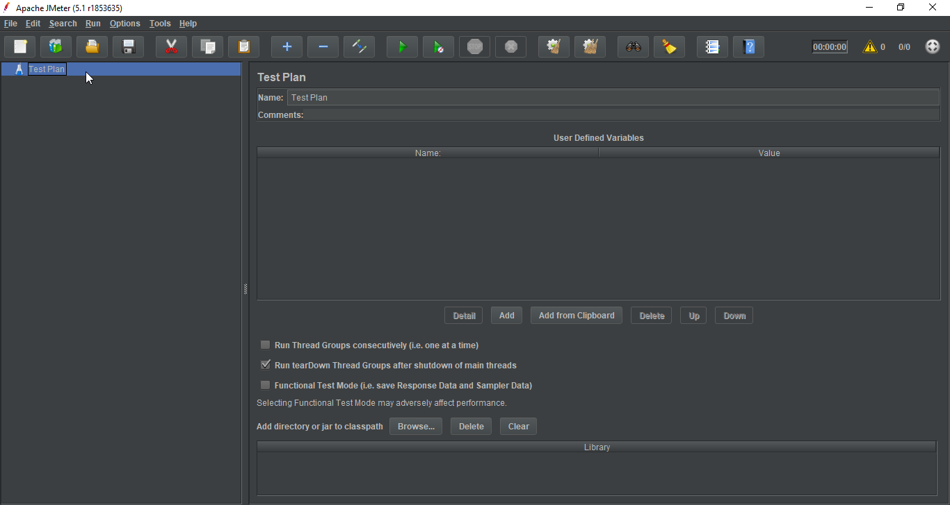 Apache JMeter (5.1 r1853635)
File Edit Search Run Options Tools Help
00:00:00 0 0/0
Test Plan
Test Plan
Name: Test Plan
Comments:
User Defined Variables
Name: Value
Detail Add Add from Clipboard Delete Up Down
Run Thread Groups consecutively (i.e. one at a time)
Run tearDown Thread Groups after shutdown of main threads
Functional Test Mode (i.e. save Response Data and Sampler Data)
Selecting Functional Test Mode may adversely affect performance.
Add directory or jar to classpath Browse... Delete Clear
Library